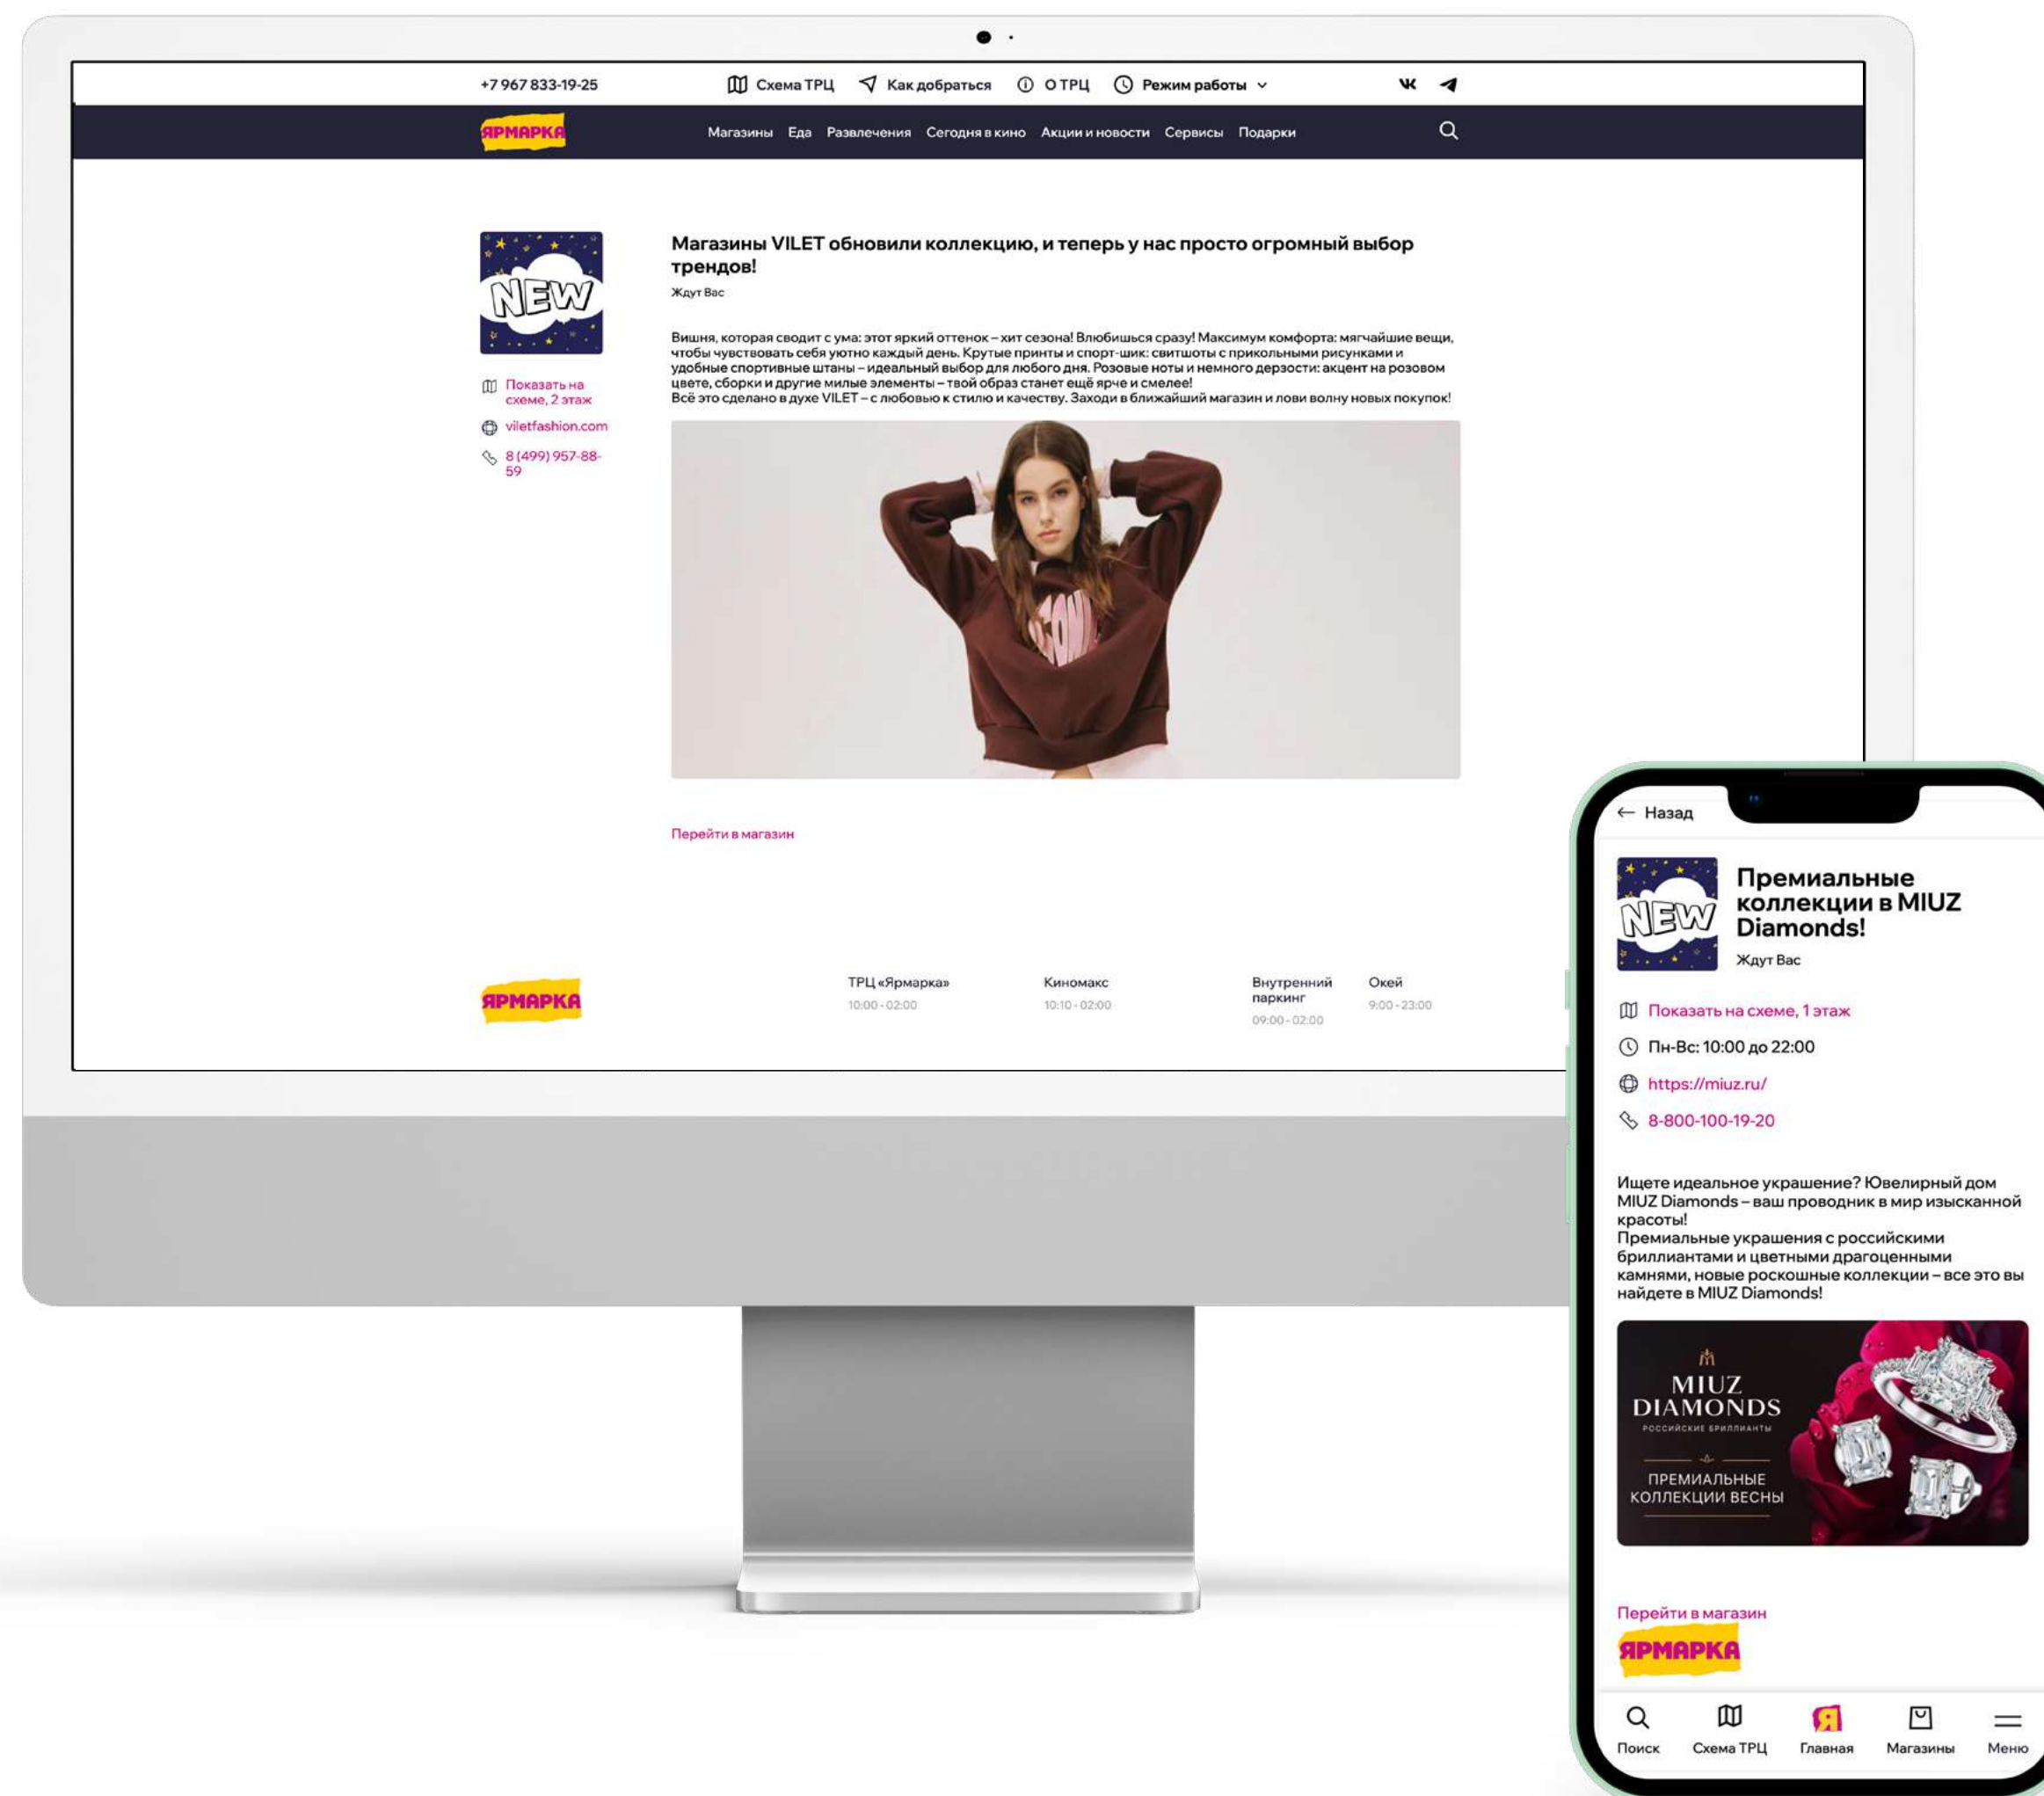 +7 967 833-19-25
Схема ТРЦ
Как добраться
О ТРЦ
Режим работы
ЯРМАРКА
Магазины Еда Развлечения Сегодня в кино Акции и новости Сервисы Подарки
NEW
Показать на
схеме, 2 этаж
viletfashion.com
8 (499) 957-88-
59
Магазины VILET обновили коллекцию, и теперь у нас просто огромный выбор
трендов!
Ждут Вас
Вишня, которая сводит с ума: этот яркий оттенок – хит сезона! Влюбишься сразу! Максимум комфорта: мягчайшие вещи,
чтобы чувствовать себя уютно каждый день. Крутые принты и спорт-шик: свитшоты с прикольными рисунками и
удобные спортивные штаны – идеальный выбор для любого дня. Розовые ноты и немного дерзости: акцент на розовом
цвете, сборки и другие милые элементы – твой образ станет ещё ярче и смелее!
Всё это сделано в духе VILET – с любовью к стилю и качеству. Заходи в ближайший магазин и лови волну новых покупок!
Перейти в магазин
ЯРМАРКА
ТРЦ «Ярмарка»
10:00 - 02:00
Киномакс
10:10 - 02:00
Внутренний
паркинг
09:00 - 02:00
Окей
9:00 - 23:00
← Назад
NEW
Премиальные
коллекции в MIUZ
Diamonds!
Ждут Вас
Показать на схеме, 1 этаж
Пн-Вс: 10:00 до 22:00
https://miuz.ru/
8-800-100-19-20
Ищете идеальное украшение? Ювелирный дом
MIUZ Diamonds – ваш проводник в мир изысканной
красоты!
Премиальные украшения с российскими
бриллиантами и цветными драгоценными
камнями, новые роскошные коллекции – все это вы
найдете в MIUZ Diamonds!
MIUZ
DIAMONDS
РОССИЙСКИЕ БРИЛЛИАНТЫ
ПРЕМИАЛЬНЫЕ
КОЛЛЕКЦИИ ВЕСНЫ
Перейти в магазин
ЯРМАРКА
Я
Поиск
Схема ТРЦ
Главная
Магазины
Меню